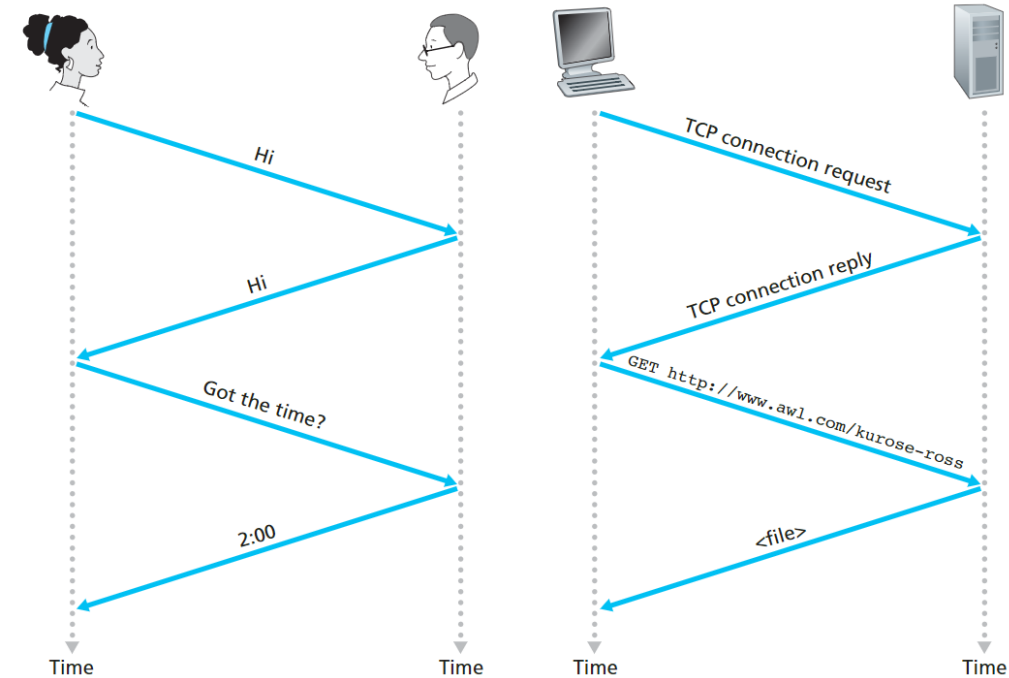 Hi
Hi
Got the time?
2:00
Time
Time
TCP connection request
TCP connection reply
GET http://www.awl.com/kurose-ross
<file>
Time
Time